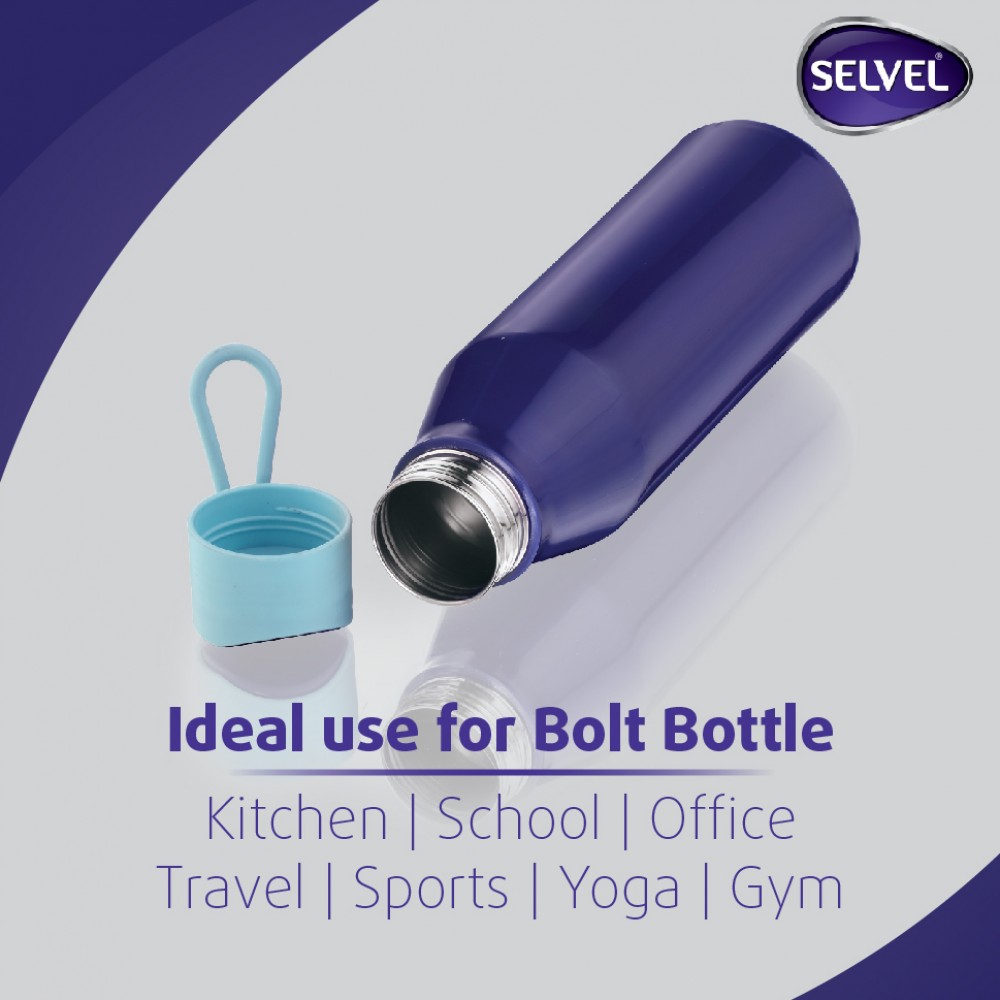 SELVEL®
Ideal use for Bolt Bottle
Kitchen | School | Office
Travel | Sports | Yoga | Gym